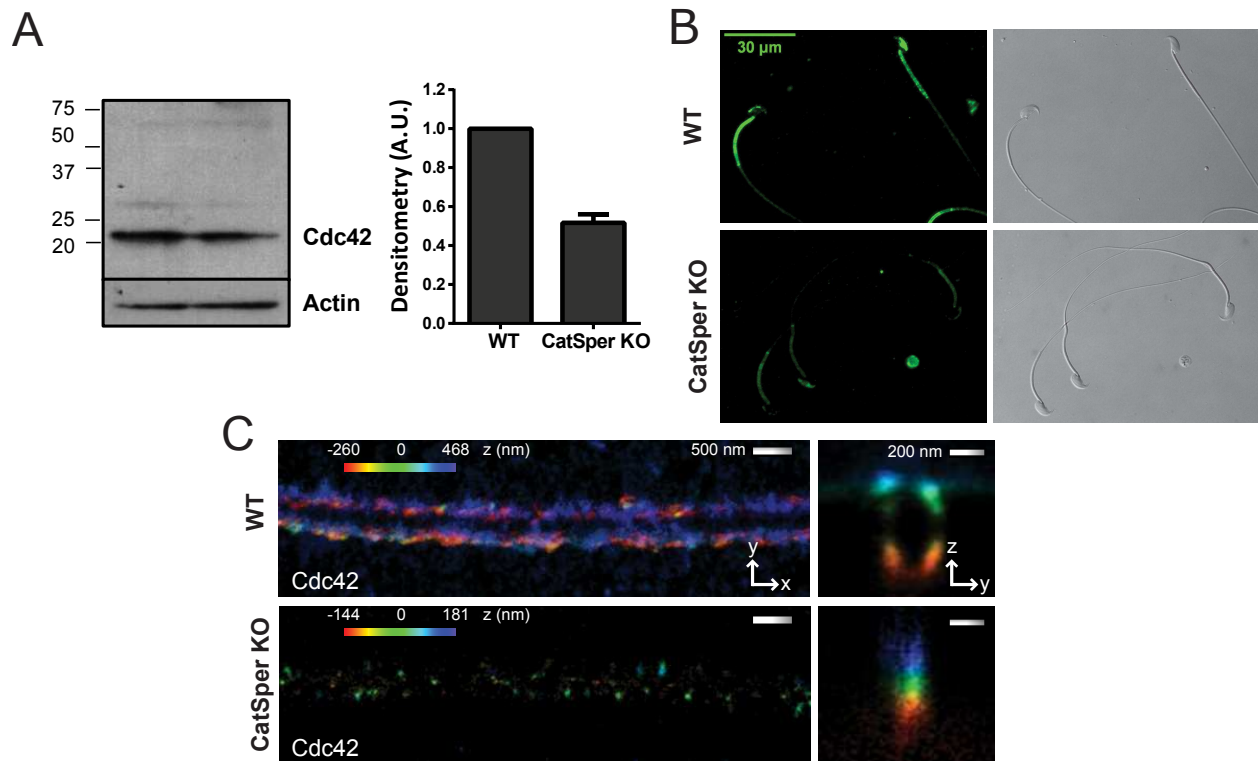 A
75
50
37
25
20
Cdc42
Actin
Densitometry (A.U.)
1.2
1.0
0.8
0.6
0.4
0.2
0.0
WT
CatSper KO
B
30 µm
WT
CatSper KO
C
WT
-260 0 468 z (nm)
500 nm
Cdc42
y
x
200 nm
z
y
CatSper KO
-144 0 181 z (nm)
Cdc42